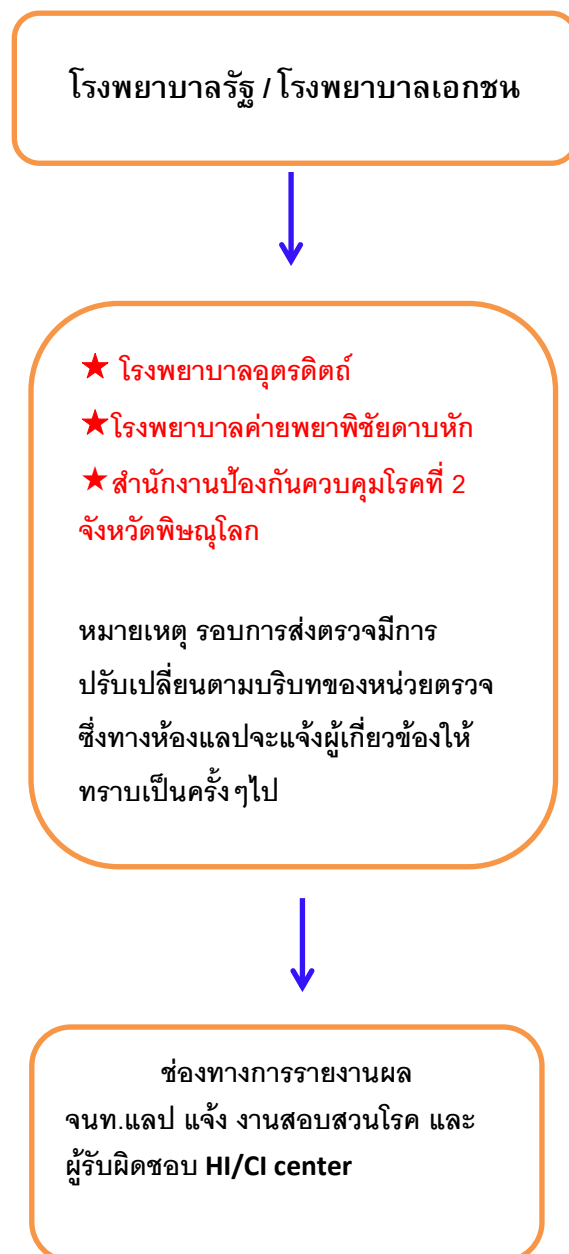 โรงพยาบาลรัฐ / โรงพยาบาลเอกชน
★ โรงพยาบาลอุตรดิตถ์
★โรงพยาบาลค่ายพยาพิชัยดาบหัก
★ สำนักงานป้องกันควบคุมโรคที่ 2
จังหวัดพิษณุโลก
หมายเหตุ รอบการส่งตรวจมีการ
ปรับเปลี่ยนตามบริบทของหน่วยตรวจ
ซึ่งทางห้องแลปจะแจ้งผู้เกี่ยวข้องให้
ทราบเป็นครั้งๆไป
ช่องทางการรายงานผล
จนท.แลป แจ้ง งานสอบสวนโรค และ
ผู้รับผิดชอบ HI/CI center